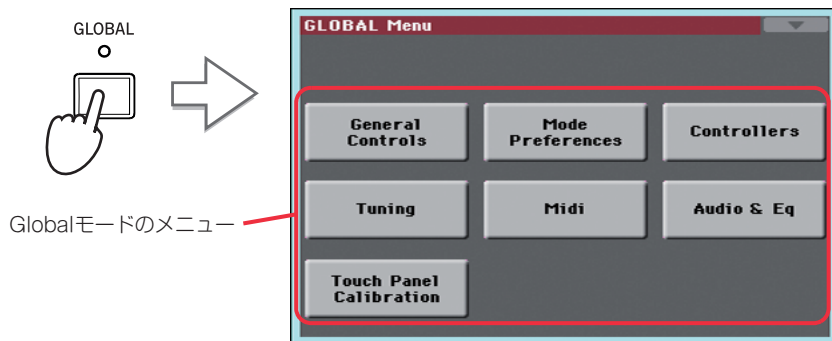 GLOBAL
GLOBAL Menu
General
Controls
Mode
Preferences
Controllers
Tuning
Midi
Audio & Eq
Touch Panel
Calibration
Globalモードのメニュー